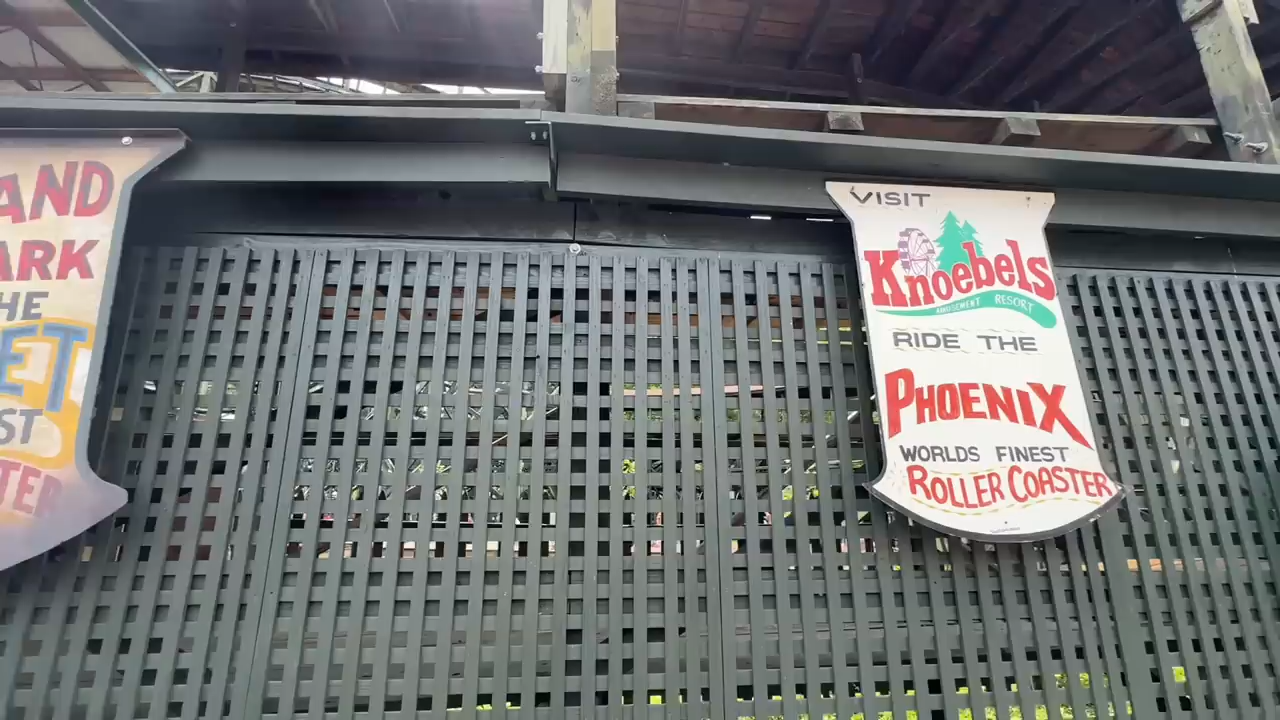 AND
ARK
HE
ET
ST
TER
VISIT
Knoebels
AMUSEMENT RESORT
RIDE THE
PHOENIX
WORLDS FINEST
ROLLER COASTER